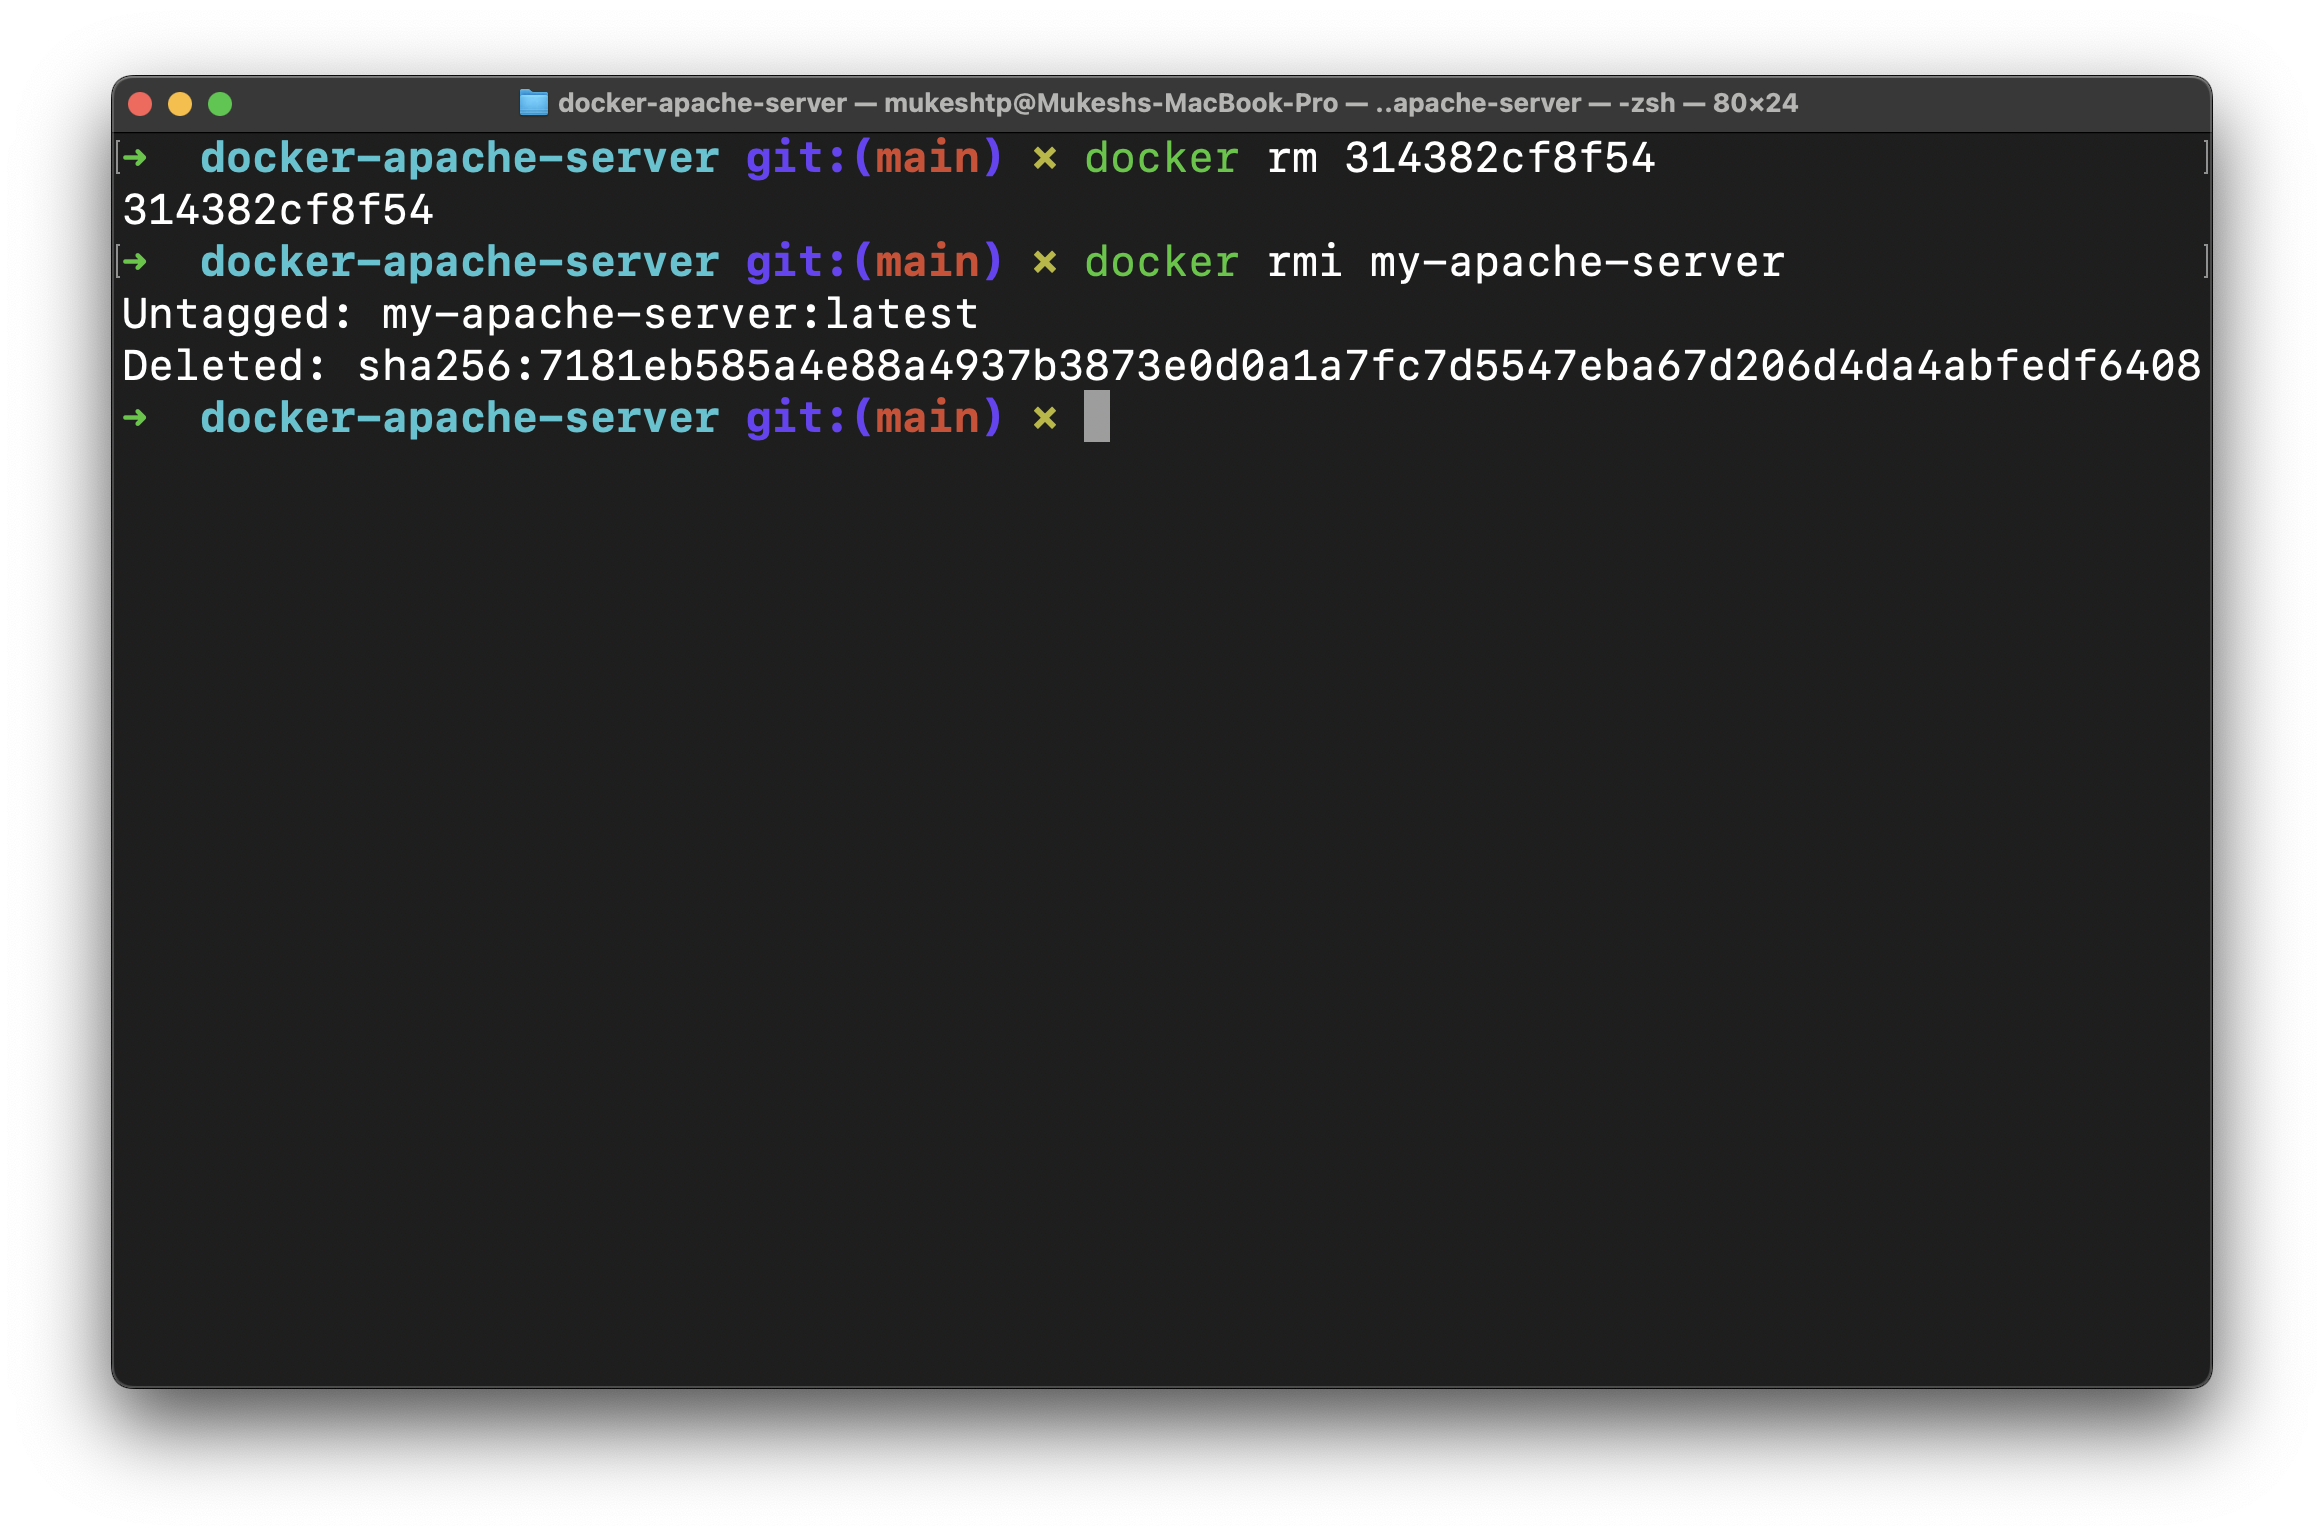 docker-apache-server — mukeshtp@Mukeshs-MacBook-Pro — ..apache-server — -zsh — 80×24
[➜  docker-apache-server git:(main) ✗ docker rm 314382cf8f54 ]
314382cf8f54
[➜  docker-apache-server git:(main) ✗ docker rmi my-apache-server ]
Untagged: my-apache-server:latest
Deleted: sha256:7181eb585a4e88a4937b3873e0d0a1a7fc7d5547eba67d206d4da4abfedf6408
➜  docker-apache-server git:(main) ✗